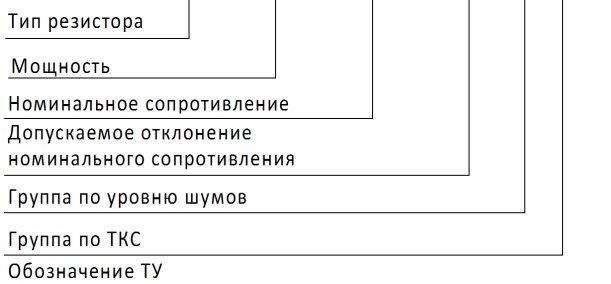 Тип резистора
Мощность
Номинальное сопротивление
Допускаемое отклонение
номинального сопротивления
Группа по уровню шумов
Группа по ТКС
Обозначение ТУ